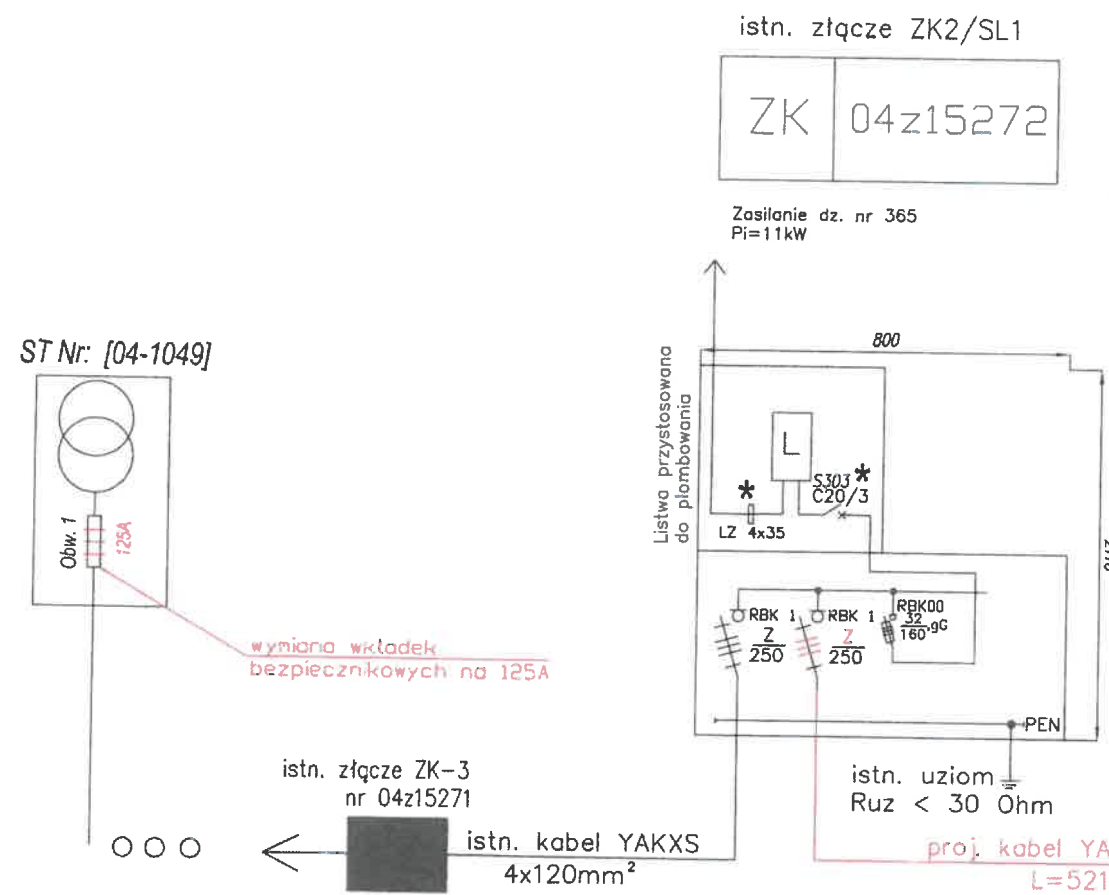 istn. złącze ZK2/SL1
ZK 04z15272
Zasilanie dz. nr 365
Pi=11kW
ST Nr: [04-1049]
Obw. 1
125A
wymiana wkładek
bezpiecznikowych na 125A
Listwa przystosowana
do plombowania
800
L
S303
C20/3
LZ 4x35
RBK 1
Z
250
RBK 1
Z
250
RBK00
32
160 gG
PEN
istn. uziom
Ruz < 30 Ohm
istn. złącze ZK-3
nr 04z15271
istn. kabel YAKXS
4x120mm²
proj. kabel YA
L=521